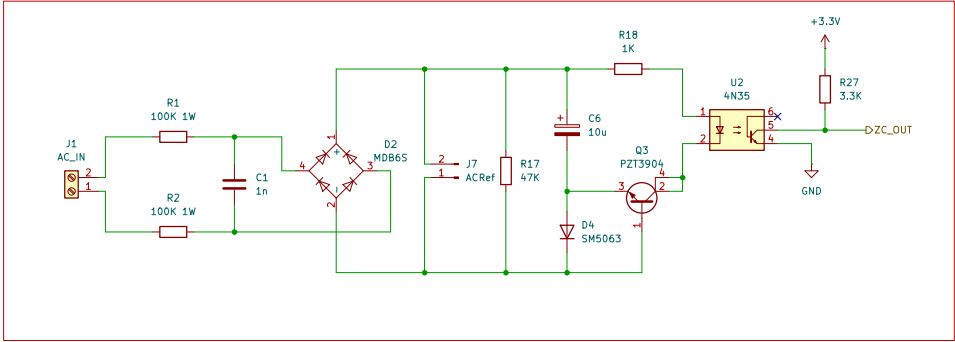 +3.3V
R18
1K
U2
4N35
R27
3.3K
R1
100K 1W
C6
10u
1
2
6
5
4
ZC_OUT
J1
AC_IN
2
1
D2
MDB6S
1
4
3
2
+
-
+
J7
ACRef
2
1
R17
47K
Q3
PZT3904
4
3
2
1
GND
C1
1n
R2
100K 1W
D4
SM5063